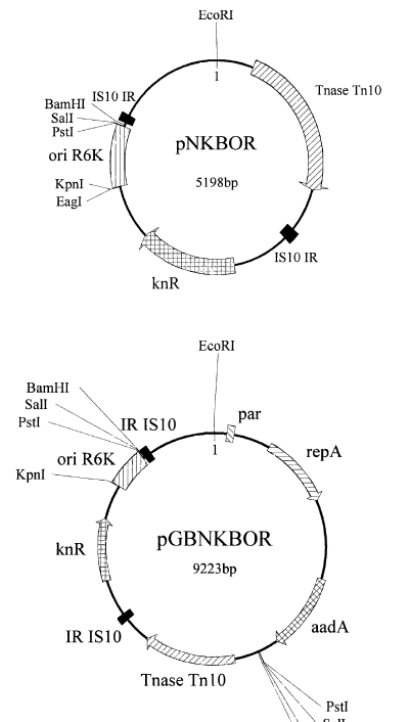 EcoRI
1
Tnase Tn10
IS10 IR
BamHI
SalI
PstI
ori R6K
pNKBOR
5198bp
KpnI
EagI
IS10 IR
knR
EcoRI
1
par
BamHI
SalI
PstI
IR IS10
repA
ori R6K
KpnI
pGBNKBOR
9223bp
knR
aadA
IR IS10
Tnase Tn10
PstI